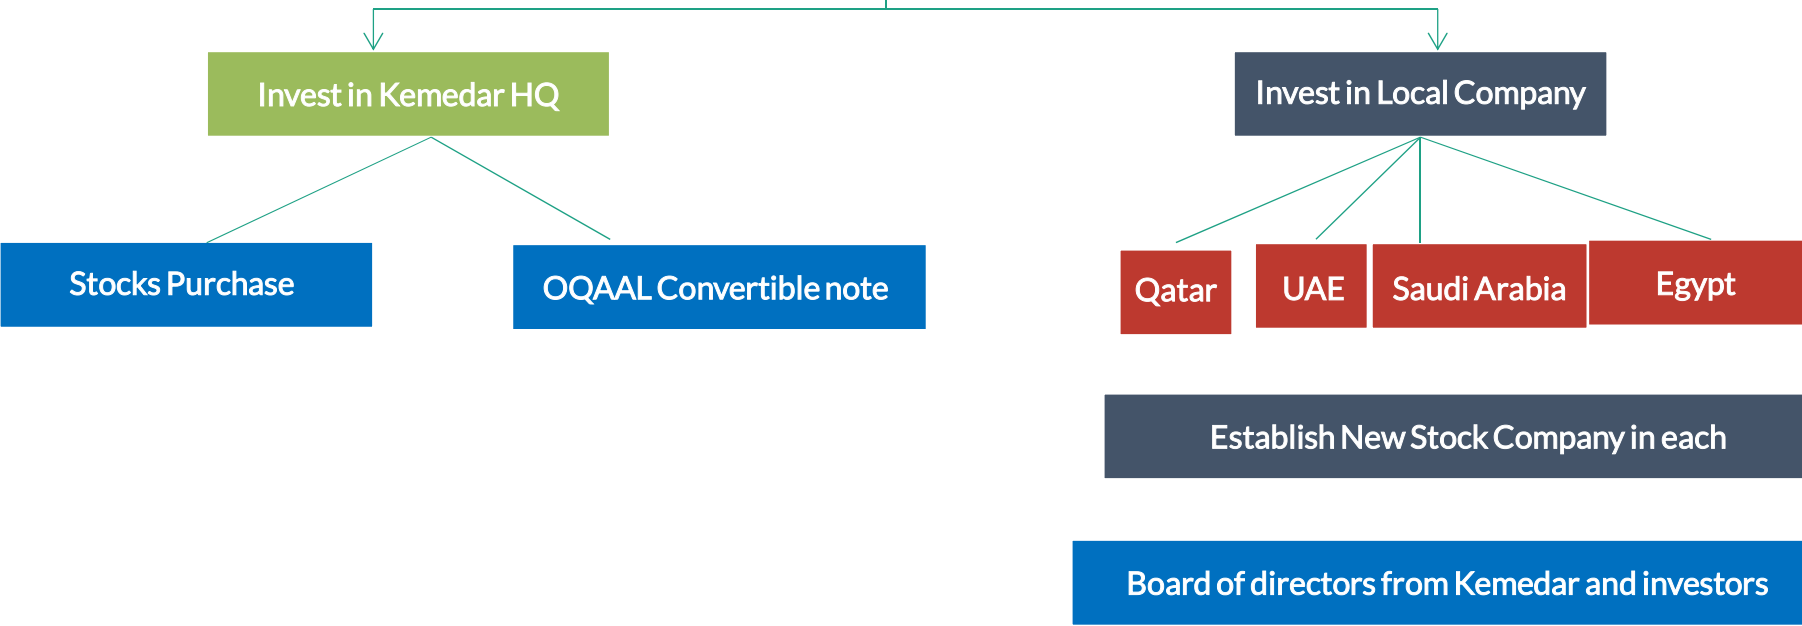 Invest in Kemedar HQ
Invest in Local Company
Stocks Purchase
OQAAL Convertible note
Qatar
UAE
Saudi Arabia
Egypt
Establish New Stock Company in each
Board of directors from Kemedar and investors